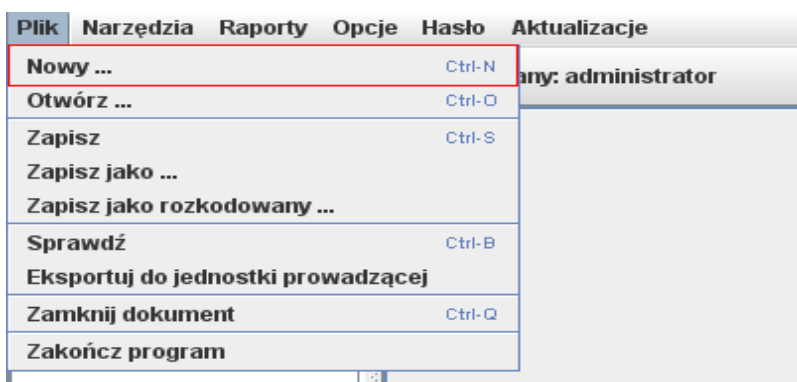 Plik Narzędzia Raporty Opcje Hasło Aktualizacje
Nowy ... Ctrl-N
any: administrator
Otwórz ... Ctrl-O
Zapisz Ctrl-S
Zapisz jako ...
Zapisz jako rozkodowany ...
Sprawdź Ctrl-B
Eksportuj do jednostki prowadzącej
Zamknij dokument Ctrl-Q
Zakończ program